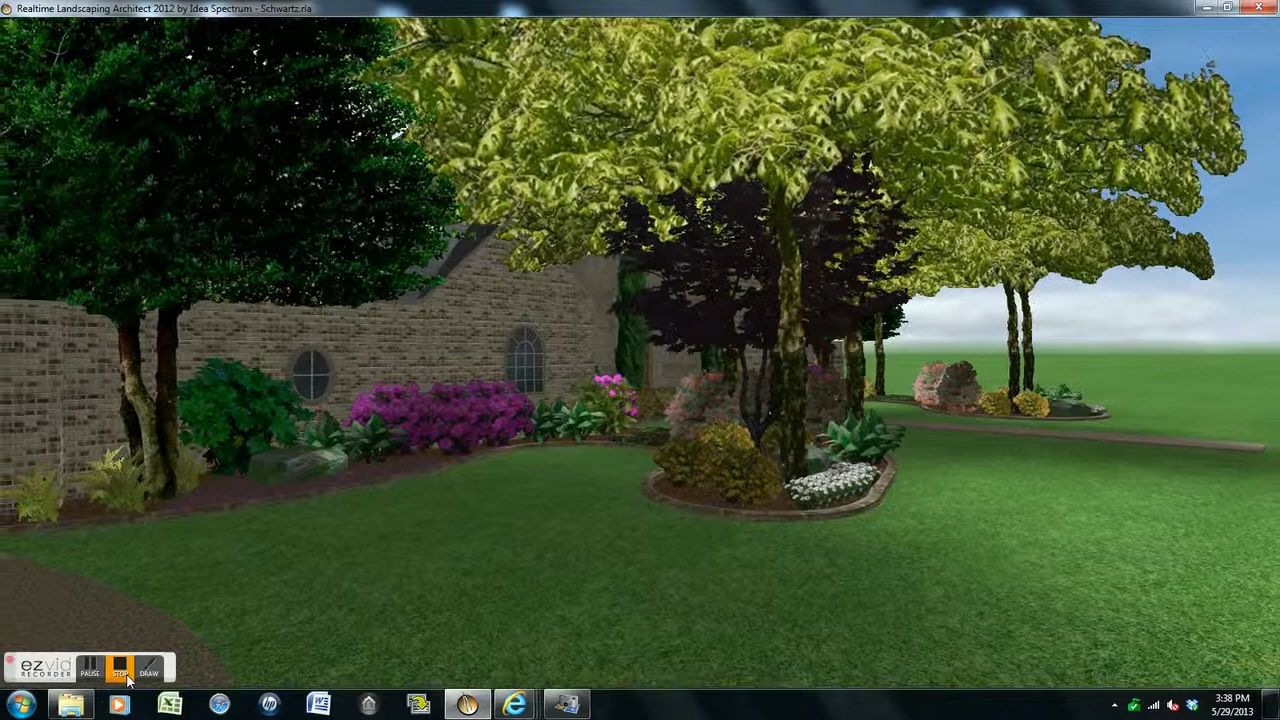 Realtime Landscaping Architect 2012 by Idea Spectrum - Schwartz.rla
ezvid
RECORDER
PAUSE
STOP
DRAW
3:38 PM
5/29/2013